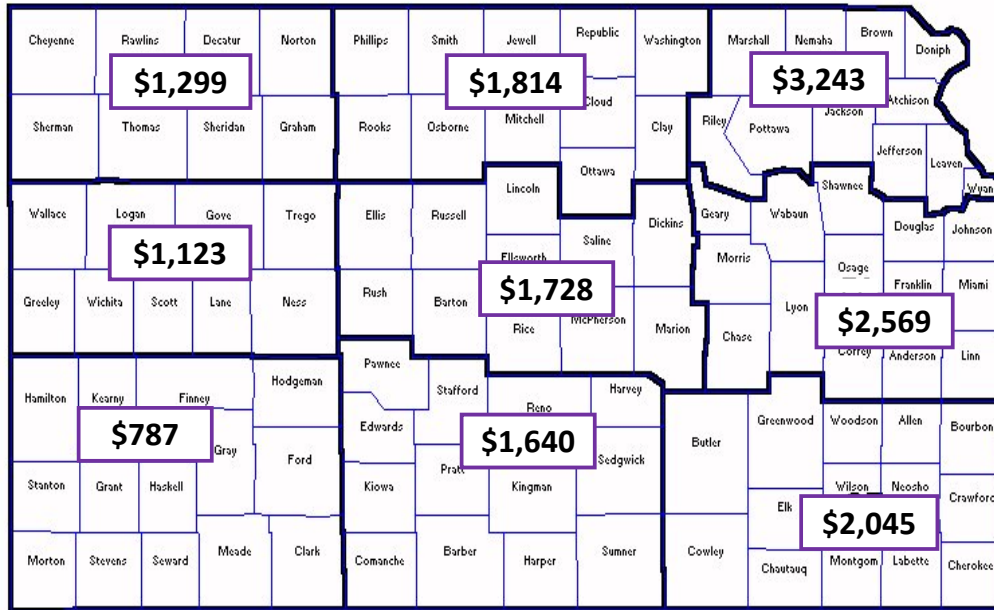 Cheyenne Rawlins Decatur Norton Phillips Smith Jewell Republic Washington Marshall Nemaha Brown Doniph
$1,299 $1,814 $3,243
Sherman Thomas Sheridan Graham Rooks Osborne Mitchell Cloud Clay Riley Pottawa Jackson Atchison
Jefferson Leaven Wyan
Lincoln Ottawa Shawnee
Wallace Logan Gove Trego Ellis Russell Saline Dickins Geary Wabaun Douglas Johnson
$1,123
Ellsworth Morris Osage
Greeley Wichita Scott Lane Ness Rush Barton Rice McPherson Marion Chase Lyon Franklin Miami
$1,728 $2,569
Coffey Anderson Linn
Hamilton Kearny Finney Hodgeman Pawnee Stafford Reno Harvey
$787 $1,640
Gray Ford Edwards Pratt Sedgwick Butler Greenwood Woodson Allen Bourbon
Stanton Grant Haskell Kiowa Kingman Elk Wilson Neosho Crawford
$2,045
Morton Stevens Seward Meade Clark Comanche Barber Harper Sumner Cowley Chautauq Montgom Labette Cherokee